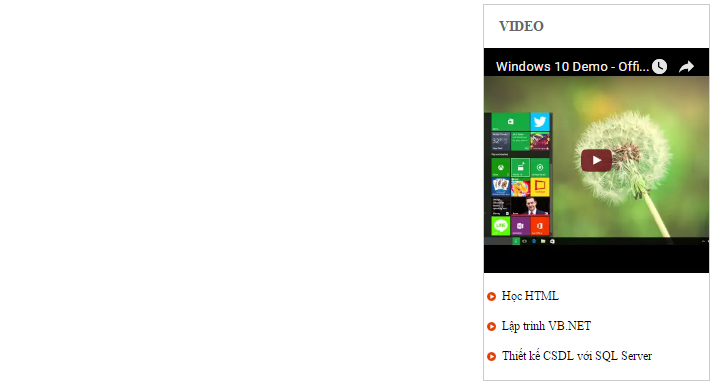 VIDEO
Windows 10 Demo - Offi...
Học HTML
Lập trình VB.NET
Thiết kế CSDL với SQL Server